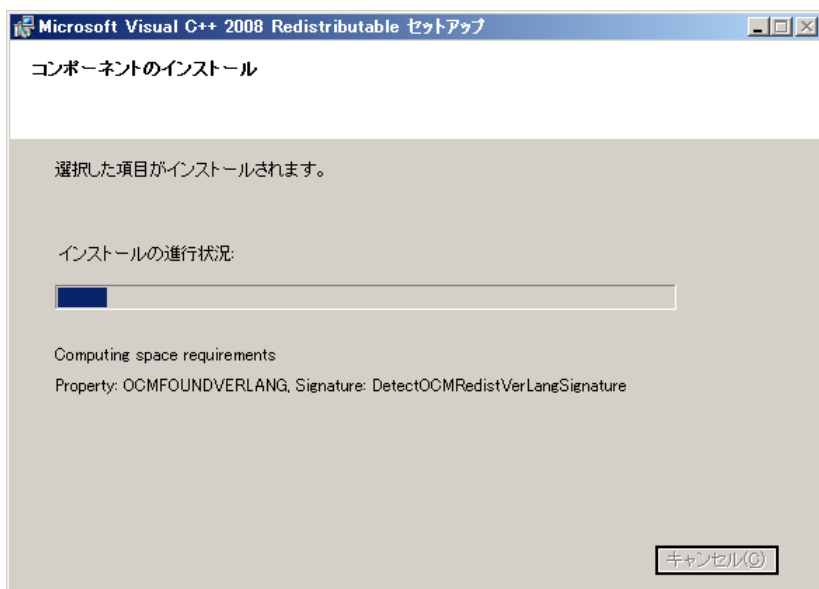 Microsoft Visual C++ 2008 Redistributable セットアップ
コンポーネントのインストール
選択した項目がインストールされます。
インストールの進行状況:
Computing space requirements
Property: OCMFOUNDVERLANG, Signature: DetectOCMRedistVerLangSignature
キャンセル(C)